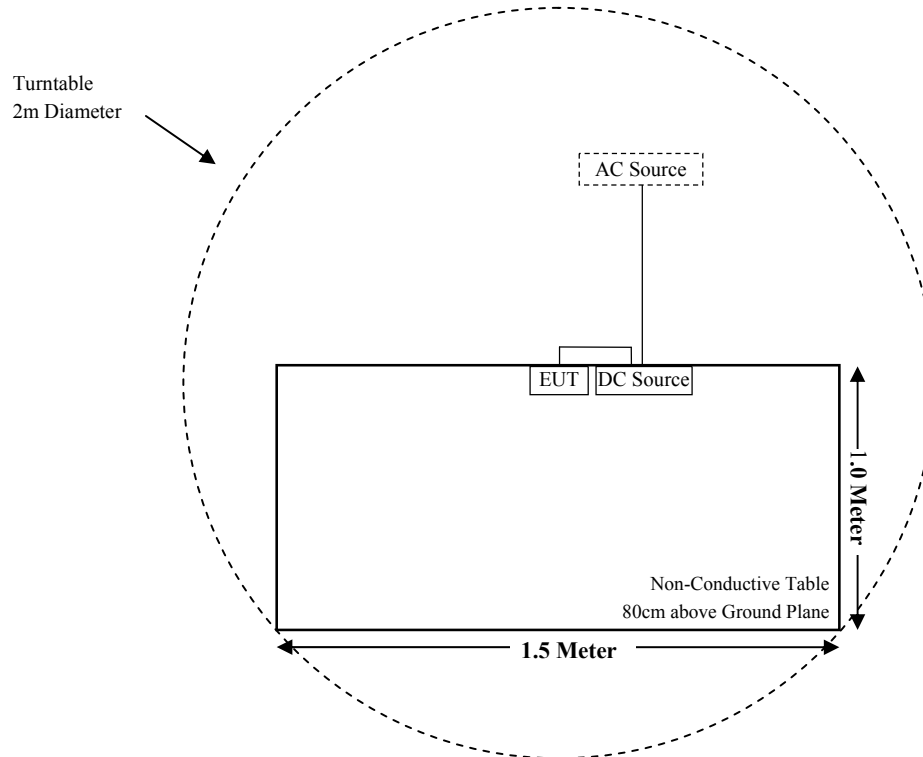 Turntable
2m Diameter
AC Source
EUT
DC Source
1.0 Meter
Non-Conductive Table
80cm above Ground Plane
1.5 Meter